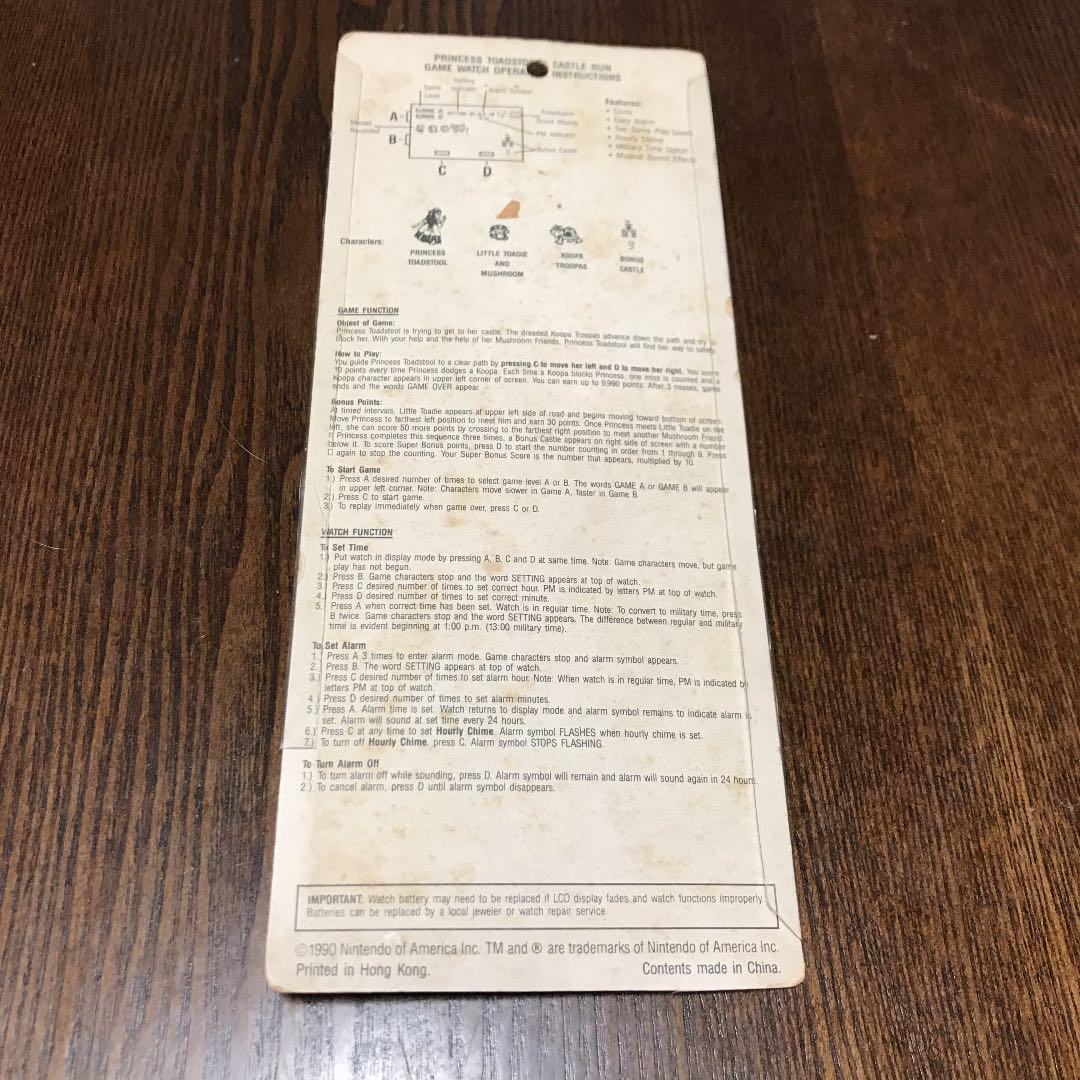 PRINCESS TOADSTO CASTLE RUN
GAME WATCH OPERA INSTRUCTIONS
Game Level
Setting Indicator
Alarm Symbol
Features:
• Clock
• Daily Alarm
• Two Game Play Levels
• Hourly Chime
• Military Time Option
• Musical Sound Effects
A-
B-
Misses
GAME A
GAME B
12:00
Score Display
PM Indicator
Bonus Castle
C D
Characters:
PRINCESS TOADSTOOL
LITTLE TOADIE AND MUSHROOM
KOOPA TROOPAS
9
BONUS CASTLE
GAME FUNCTION
Object of Game:
Princess Toadstool is trying to get to her castle. The dreaded Koopa Troopas advance down the path and try to
block her. With your help and the help of her Mushroom Friends, Princess Toadstool will find her way to safety.
How to Play:
You guide Princess Toadstool to a clear path by pressing C to move her left and D to move her right. You score
10 points every time Princess dodges a Koopa. Each time a Koopa blocks Princess, one miss is counted and a
Koopa character appears in upper left corner of screen. You can earn up to 9,990 points. After 3 misses, game
ends and the words GAME OVER appear.
Bonus Points:
At timed intervals, Little Toadie appears at upper left side of road and begins moving toward bottom of screen.
Move Princess to farthest left position to meet him and earn 30 points. Once Princess meets Little Toadie on the
left, she can score 50 more points by crossing to the farthest right position to meet another Mushroom Friend.
If Princess completes this sequence three times, a Bonus Castle appears on right side of screen with a number
below it. To score Super Bonus points, press D to start the number counting in order from 1 through 9. Press
D again to stop the counting. Your Super Bonus Score is the number that appears, multiplied by 10.
To Start Game
1.) Press A desired number of times to select game level A or B. The words GAME A or GAME B will appear
in upper left corner. Note: Characters move slower in Game A, faster in Game B.
2.) Press C to start game.
3.) To replay immediately when game over, press C or D.
WATCH FUNCTION
To Set Time
1.) Put watch in display mode by pressing A, B, C and D at same time. Note: Game characters move, but game
play has not begun.
2.) Press B. Game characters stop and the word SETTING appears at top of watch.
3.) Press C desired number of times to set correct hour. PM is indicated by letters PM at top of watch.
4.) Press D desired number of times to set correct minute.
5.) Press A when correct time has been set. Watch is in regular time. Note: To convert to military time, press
B twice. Game characters stop and the word SETTING appears. The difference between regular and military
time is evident beginning at 1:00 p.m. (13:00 military time).
To Set Alarm
1.) Press A 3 times to enter alarm mode. Game characters stop and alarm symbol appears.
2.) Press B. The word SETTING appears at top of watch.
3.) Press C desired number of times to set alarm hour. Note: When watch is in regular time, PM is indicated by
letters PM at top of watch.
4.) Press D desired number of times to set alarm minutes.
5.) Press A. Alarm time is set. Watch returns to display mode and alarm symbol remains to indicate alarm is
set. Alarm will sound at set time every 24 hours.
6.) Press C at any time to set Hourly Chime. Alarm symbol FLASHES when hourly chime is set.
7.) To turn off Hourly Chime, press C. Alarm symbol STOPS FLASHING.
To Turn Alarm Off
1.) To turn alarm off while sounding, press D. Alarm symbol will remain and alarm will sound again in 24 hours.
2.) To cancel alarm, press D until alarm symbol disappears.
IMPORTANT: Watch battery may need to be replaced if LCD display fades and watch functions improperly.
Batteries can be replaced by a local jeweler or watch repair service.
©1990 Nintendo of America Inc. TM and ® are trademarks of Nintendo of America Inc.
Printed in Hong Kong. Contents made in China.